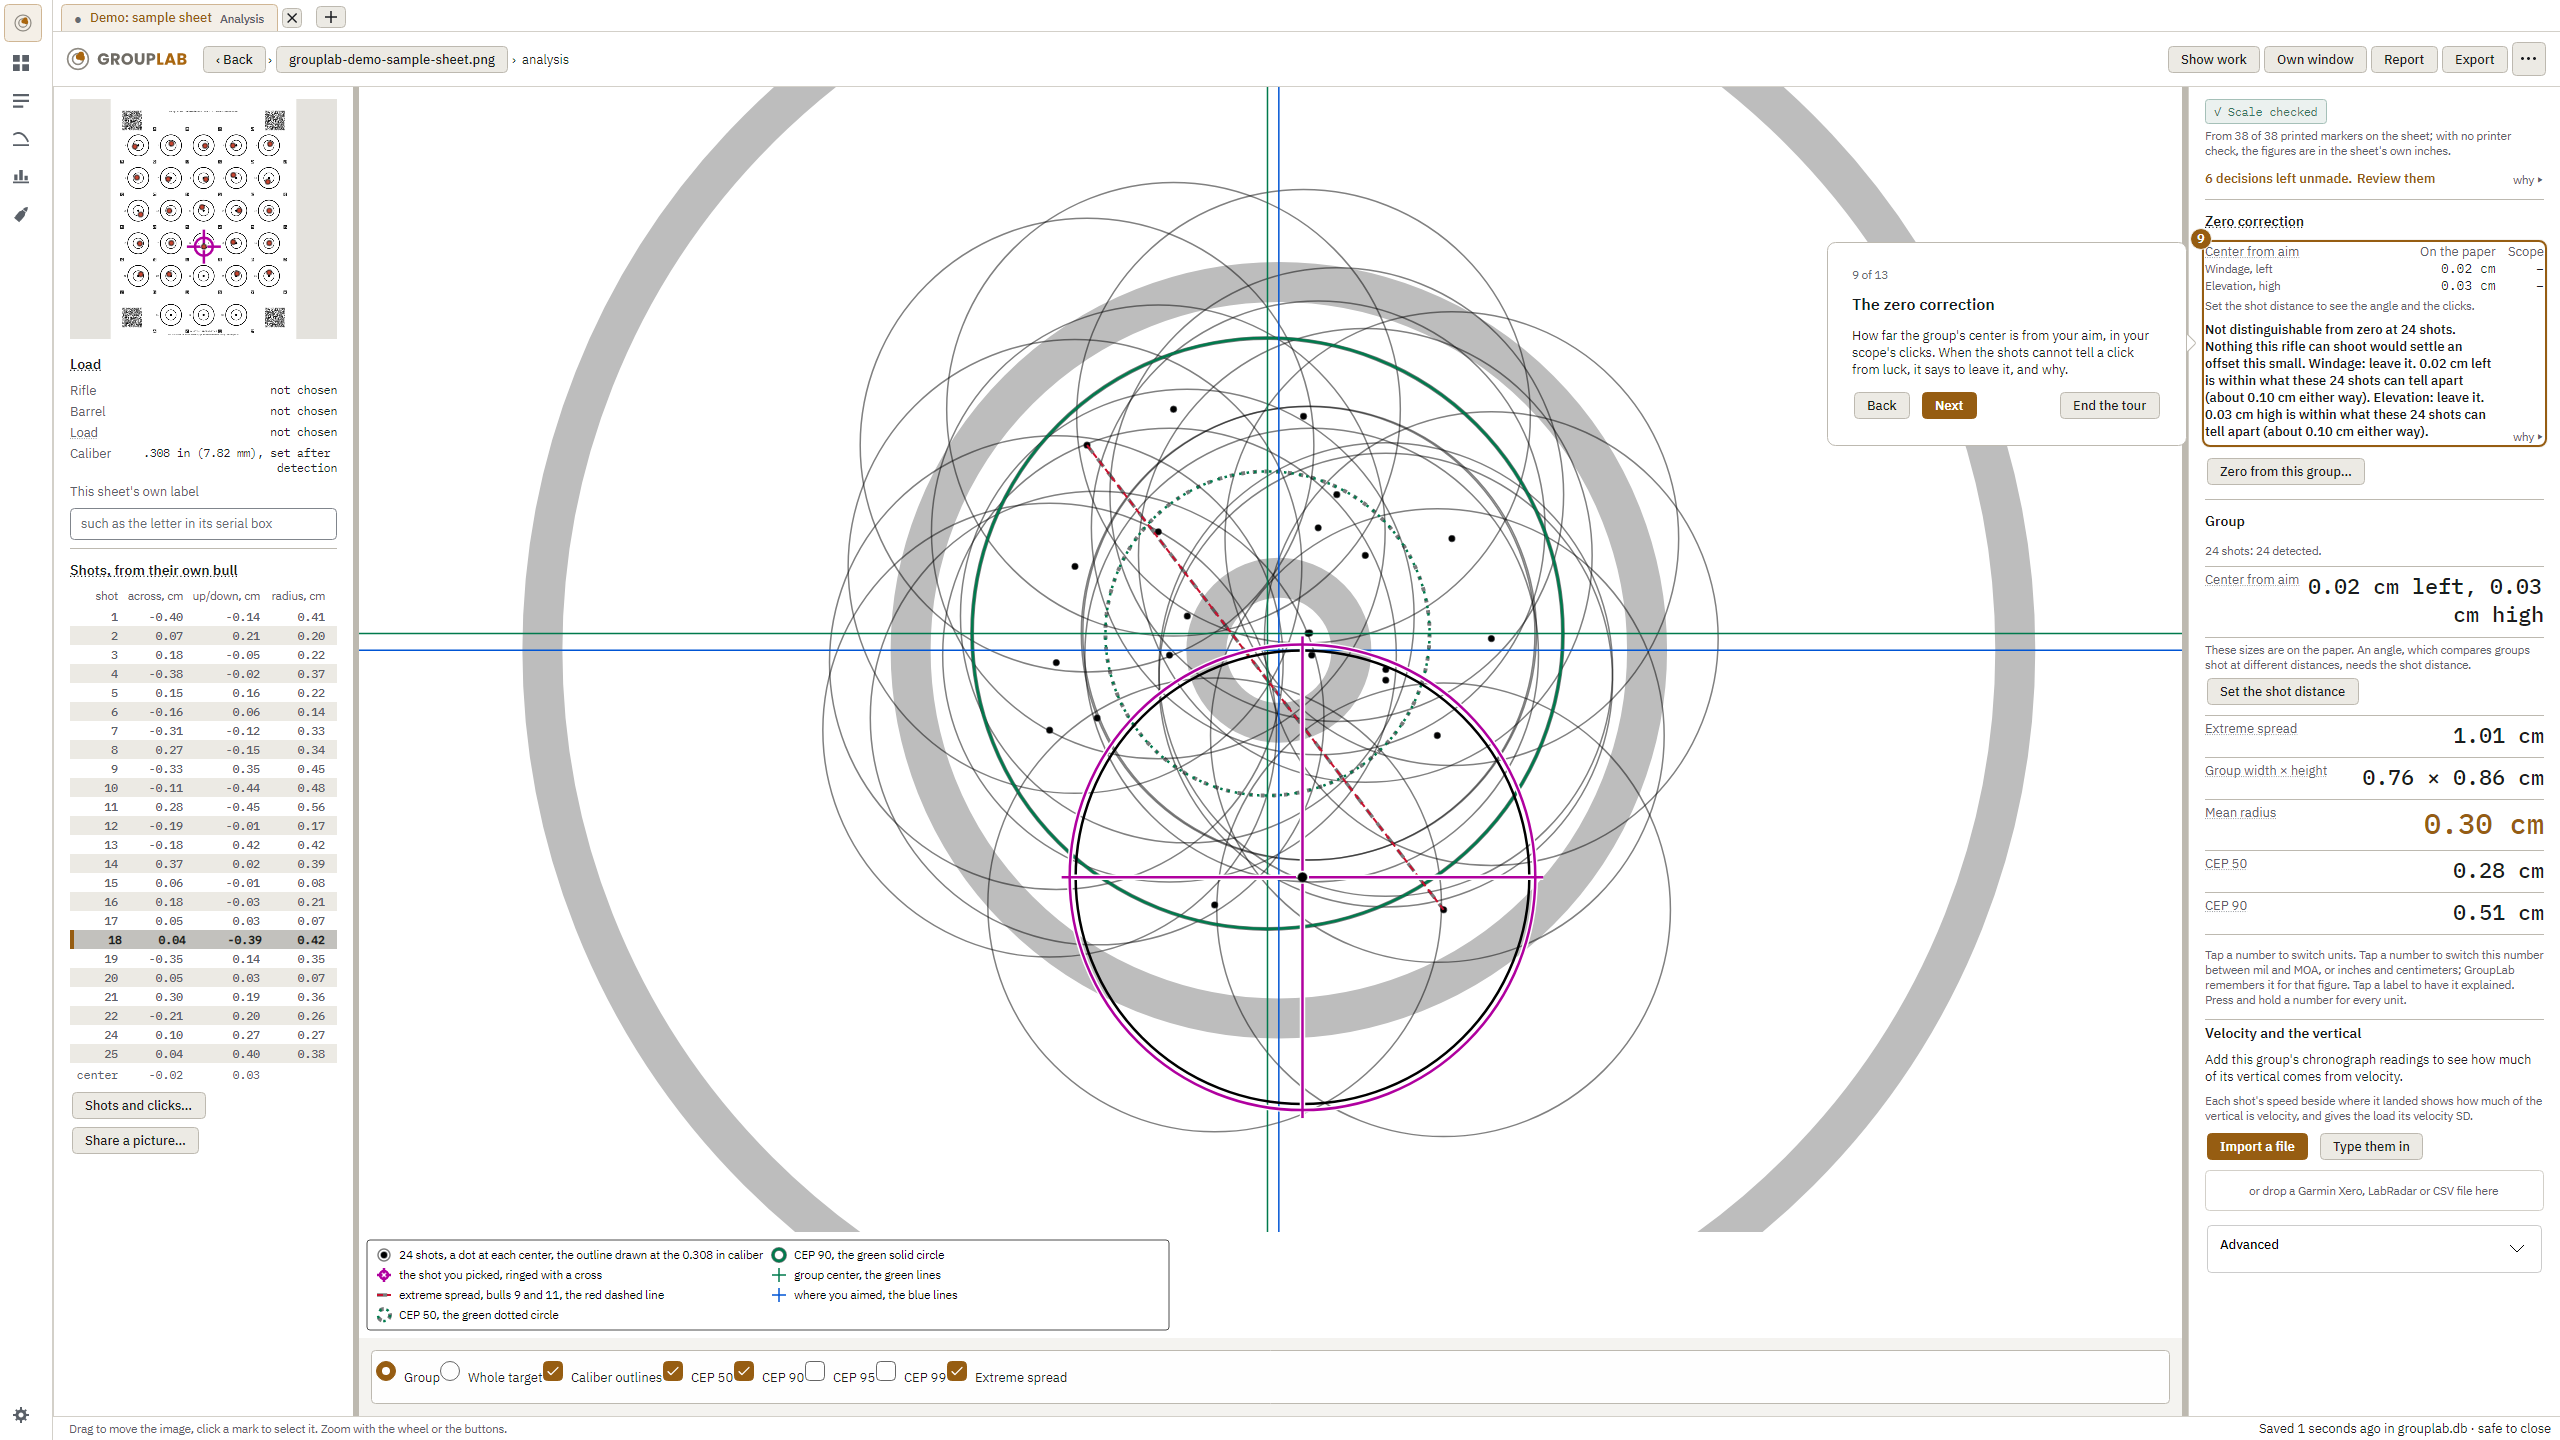 Demo: sample sheet Analysis
GROUPLAB
‹ Back › grouplab-demo-sample-sheet.png › analysis
Show work Own window Report Export
Load
Rifle not chosen
Barrel not chosen
Load not chosen
Caliber .308 in (7.82 mm), set after
detection
This sheet's own label
such as the letter in its serial box
Shots, from their own bull
shot across, cm up/down, cm radius, cm
1 -0.40 -0.14 0.41
2 0.07 0.21 0.20
3 0.18 -0.05 0.22
4 -0.38 -0.02 0.37
5 0.15 0.16 0.22
6 -0.16 0.06 0.14
7 -0.31 -0.12 0.33
8 0.27 -0.15 0.34
9 -0.33 0.35 0.45
10 -0.11 -0.44 0.48
11 0.28 -0.45 0.56
12 -0.19 -0.01 0.17
13 -0.18 0.42 0.42
14 0.37 0.02 0.39
15 0.06 -0.01 0.08
16 0.18 -0.03 0.21
17 0.05 0.03 0.07
18 0.04 -0.39 0.42
19 -0.35 0.14 0.35
20 0.05 0.03 0.07
21 0.30 0.19 0.36
22 -0.21 0.20 0.26
24 0.10 0.27 0.27
25 0.04 0.40 0.38
center -0.02 0.03
Shots and clicks...
Share a picture...
9 of 13
The zero correction
How far the group's center is from your aim, in your
scope's clicks. When the shots cannot tell a click
from luck, it says to leave it, and why.
Back Next End the tour
24 shots, a dot at each center, the outline drawn at the 0.308 in caliber
the shot you picked, ringed with a cross
extreme spread, bulls 9 and 11, the red dashed line
CEP 50, the green dotted circle
CEP 90, the green solid circle
group center, the green lines
where you aimed, the blue lines
Group Whole target Caliber outlines CEP 50 CEP 90 CEP 95 CEP 99 Extreme spread
√ Scale checked
From 38 of 38 printed markers on the sheet; with no printer
check, the figures are in the sheet's own inches.
6 decisions left unmade. Review them why ▸
Zero correction
9
Center from aim On the paper Scope
Windage, left 0.02 cm –
Elevation, high 0.03 cm –
Set the shot distance to see the angle and the clicks.
Not distinguishable from zero at 24 shots.
Nothing this rifle can shoot would settle an
offset this small. Windage: leave it. 0.02 cm left
is within what these 24 shots can tell apart
(about 0.10 cm either way). Elevation: leave it.
0.03 cm high is within what these 24 shots can
tell apart (about 0.10 cm either way). why ▸
Zero from this group...
Group
24 shots: 24 detected.
Center from aim 0.02 cm left, 0.03
cm high
These sizes are on the paper. An angle, which compares groups
shot at different distances, needs the shot distance.
Set the shot distance
Extreme spread 1.01 cm
Group width × height 0.76 × 0.86 cm
Mean radius 0.30 cm
CEP 50 0.28 cm
CEP 90 0.51 cm
Tap a number to switch units. Tap a number to switch this number
between mil and MOA, or inches and centimeters; GroupLab
remembers it for that figure. Tap a label to have it explained.
Press and hold a number for every unit.
Velocity and the vertical
Add this group's chronograph readings to see how much
of its vertical comes from velocity.
Each shot's speed beside where it landed shows how much of the
vertical is velocity, and gives the load its velocity SD.
Import a file Type them in
or drop a Garmin Xero, LabRadar or CSV file here
Advanced
Drag to move the image, click a mark to select it. Zoom with the wheel or the buttons.
Saved 1 seconds ago in grouplab.db · safe to close